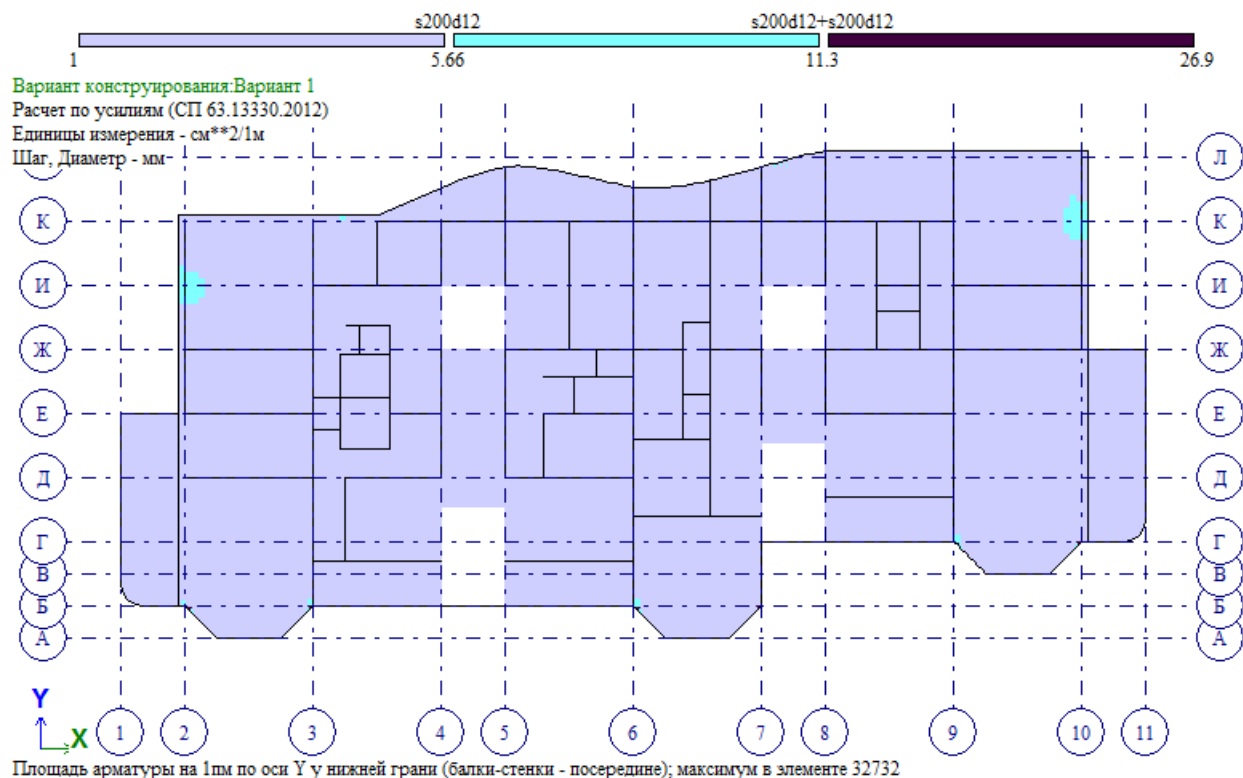 s200d12 s200d12+s200d12
1 5.66 11.3 26.9
Вариант конструирования:Вариант 1
Расчет по усилиям (СП 63.13330.2012)
Единицы измерения - см**2/1м
Шаг, Диаметр - мм
Л
К К
И И
Ж Ж
Е Е
Д Д
Г Г
В В
Б Б
А А
Y
X 1 2 3 4 5 6 7 8 9 10 11
Площадь арматуры на 1пм по оси Y у нижней грани (балки-стенки - посередине); максимум в элементе 32732